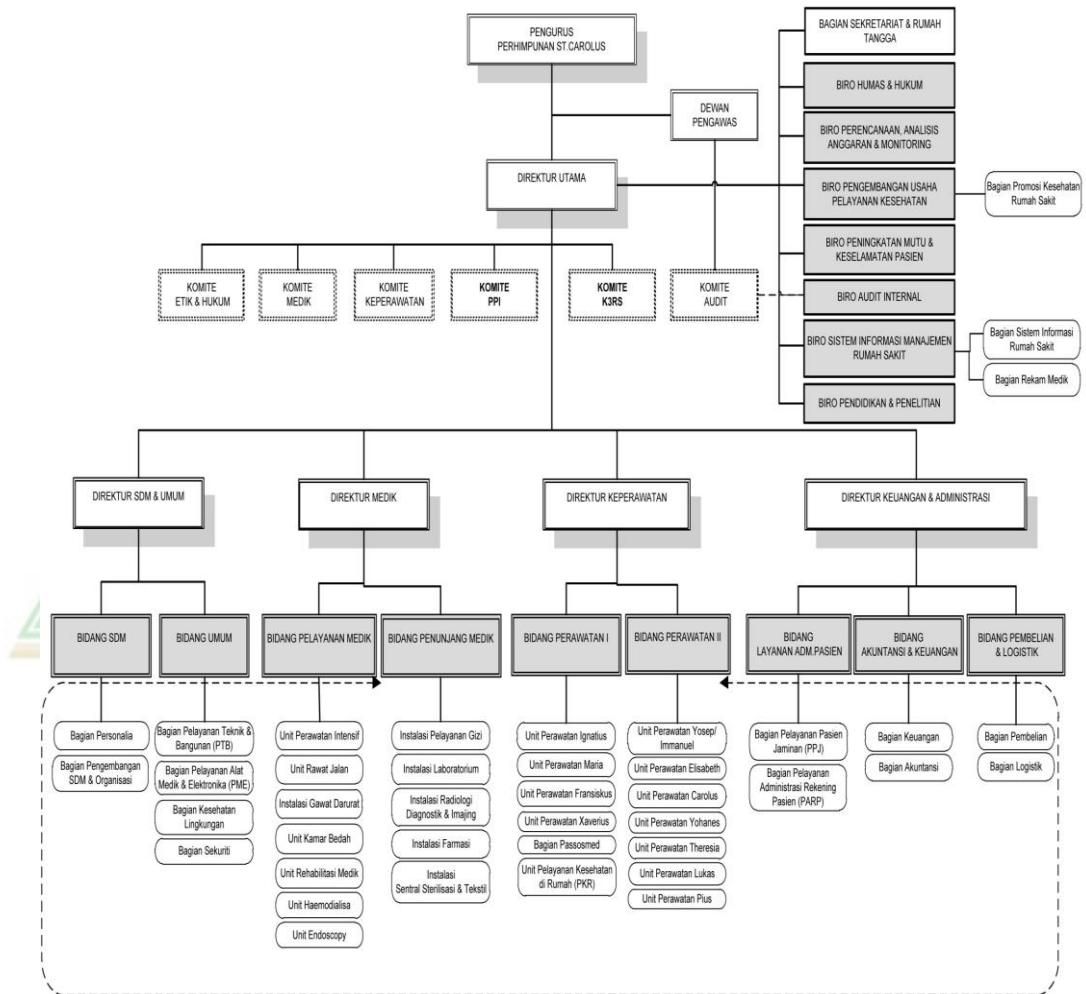 PENGURUS
PERHIMPUNAN ST.CAROLUS
DEWAN
PENGAWAS
DIREKTUR UTAMA
BAGIAN SEKRETARIAT & RUMAH
TANGGA
BIRO HUMAS & HUKUM
BIRO PERENCANAAN, ANALISIS
ANGGARAN & MONITORING
BIRO PENGEMBANGAN USAHA
PELAYANAN KESEHATAN
Bagian Promosi Kesehatan
Rumah Sakit
BIRO PENINGKATAN MUTU &
KESELAMATAN PASIEN
BIRO AUDIT INTERNAL
BIRO SISTEM INFORMASI MANAJEMEN
RUMAH SAKIT
Bagian Sistem Informasi
Rumah Sakit
Bagian Rekam Medik
BIRO PENDIDIKAN & PENELITIAN
KOMITE
ETIK & HUKUM
KOMITE
MEDIK
KOMITE
KEPERAWATAN
KOMITE
PPI
KOMITE
K3RS
KOMITE
AUDIT
DIREKTUR SDM & UMUM
DIREKTUR MEDIK
DIREKTUR KEPERAWATAN
DIREKTUR KEUANGAN & ADMINISTRASI
BIDANG SDM
BIDANG UMUM
BIDANG PELAYANAN MEDIK
BIDANG PENUNJANG MEDIK
BIDANG PERAWATAN I
BIDANG PERAWATAN II
BIDANG
LAYANAN ADM.PASIEN
BIDANG
AKUNTANSI & KEUANGAN
BIDANG PEMBELIAN
& LOGISTIK
Bagian Personalia
Bagian Pengembangan
SDM & Organisasi
Bagian Pelayanan Teknik &
Bangunan (PTB)
Bagian Pelayanan Alat
Medik & Elektronika (PME)
Bagian Kesehatan
Lingkungan
Bagian Sekuriti
Unit Perawatan Intensif
Unit Rawat Jalan
Instalasi Gawat Darurat
Unit Kamar Bedah
Unit Rehabilitasi Medik
Unit Haemodialisa
Unit Endoscopy
Instalasi Pelayanan Gizi
Instalasi Laboratorium
Instalasi Radiologi
Diagnostik & Imajing
Instalasi Farmasi
Instalasi
Sentral Sterilisasi & Tekstil
Unit Perawatan Ignatius
Unit Perawatan Maria
Unit Perawatan Fransiskus
Unit Perawatan Xaverius
Bagian Passosmed
Unit Pelayanan Kesehatan
di Rumah (PKR)
Unit Perawatan Yosep/
Immanuel
Unit Perawatan Elisabeth
Unit Perawatan Carolus
Unit Perawatan Yohanes
Unit Perawatan Theresia
Unit Perawatan Lukas
Unit Perawatan Pius
Bagian Pelayanan Pasien
Jaminan (PPJ)
Bagian Pelayanan
Administrasi Rekening
Pasien (PARP)
Bagian Keuangan
Bagian Akuntansi
Bagian Pembelian
Bagian Logistik